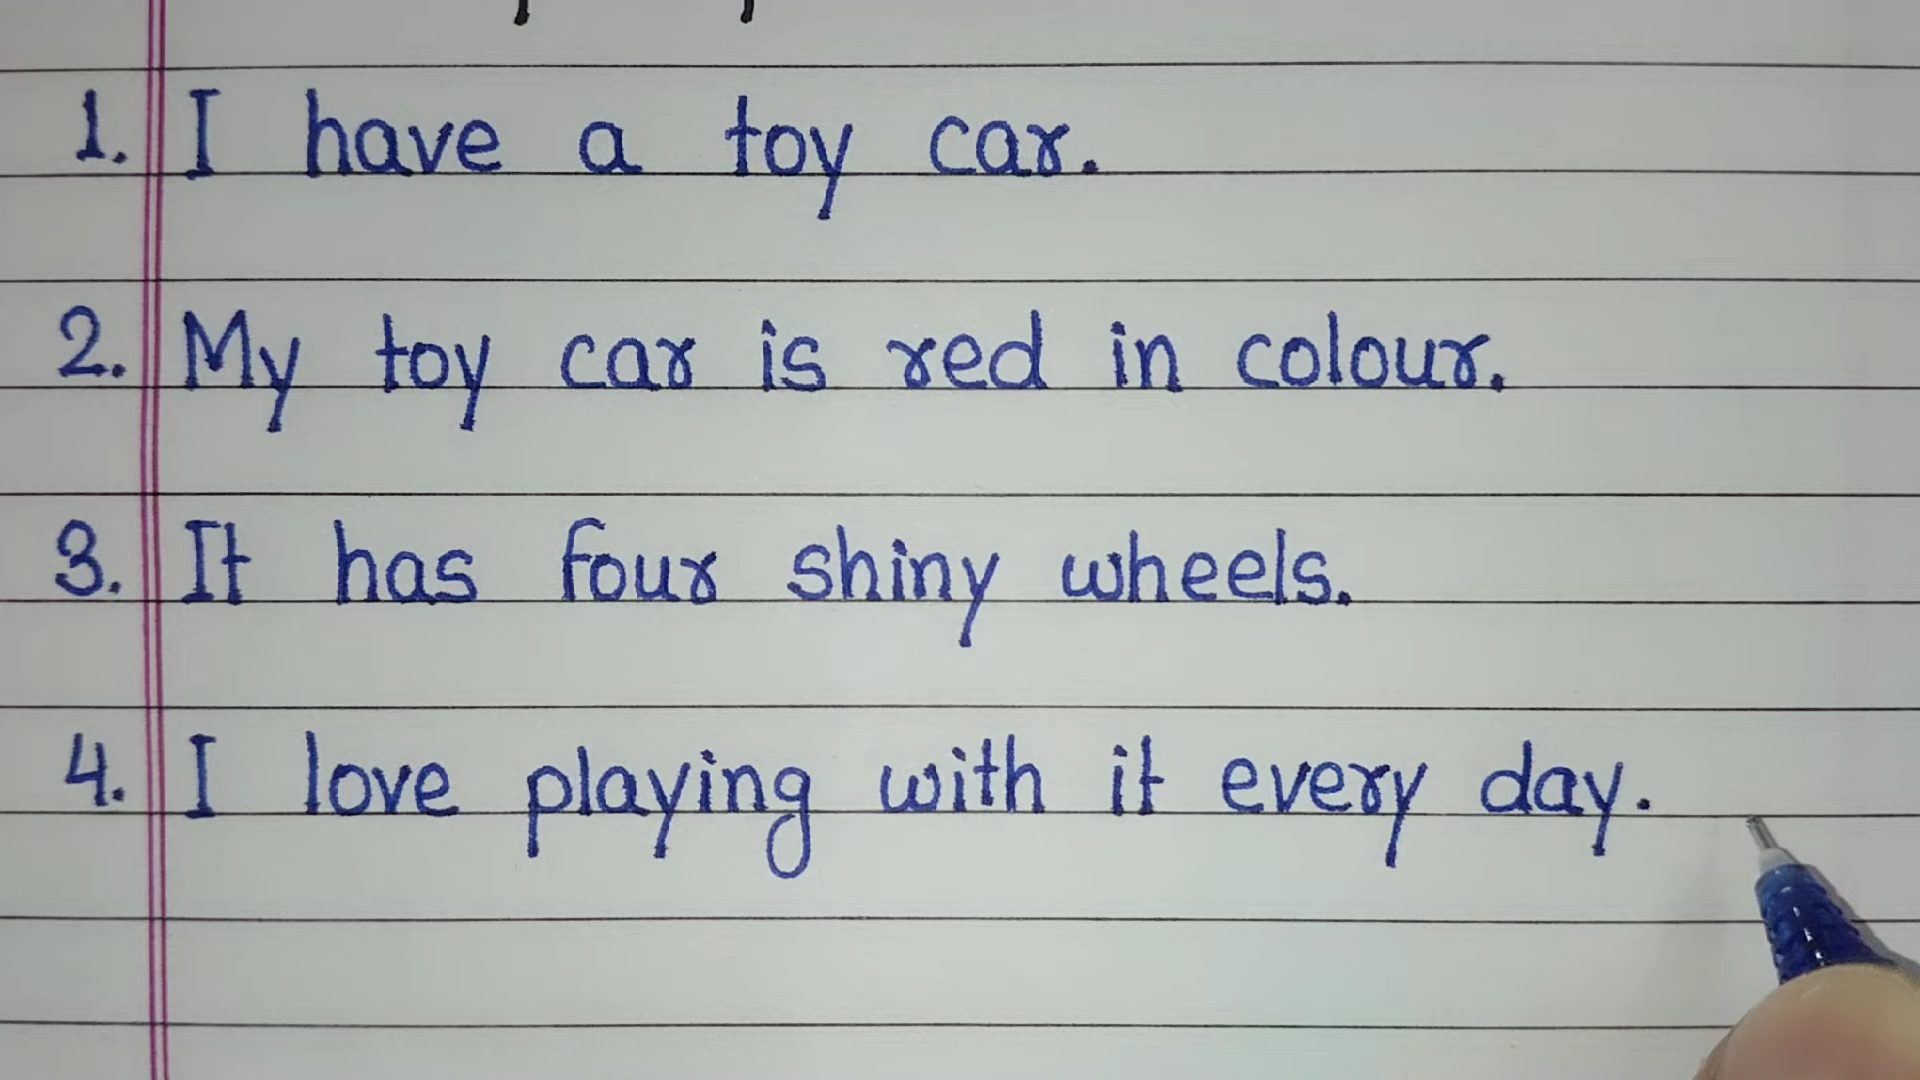 1. I have a toy car.
2. My toy car is red in colour.
3. It has four shiny wheels.
4. I love playing with it every day.